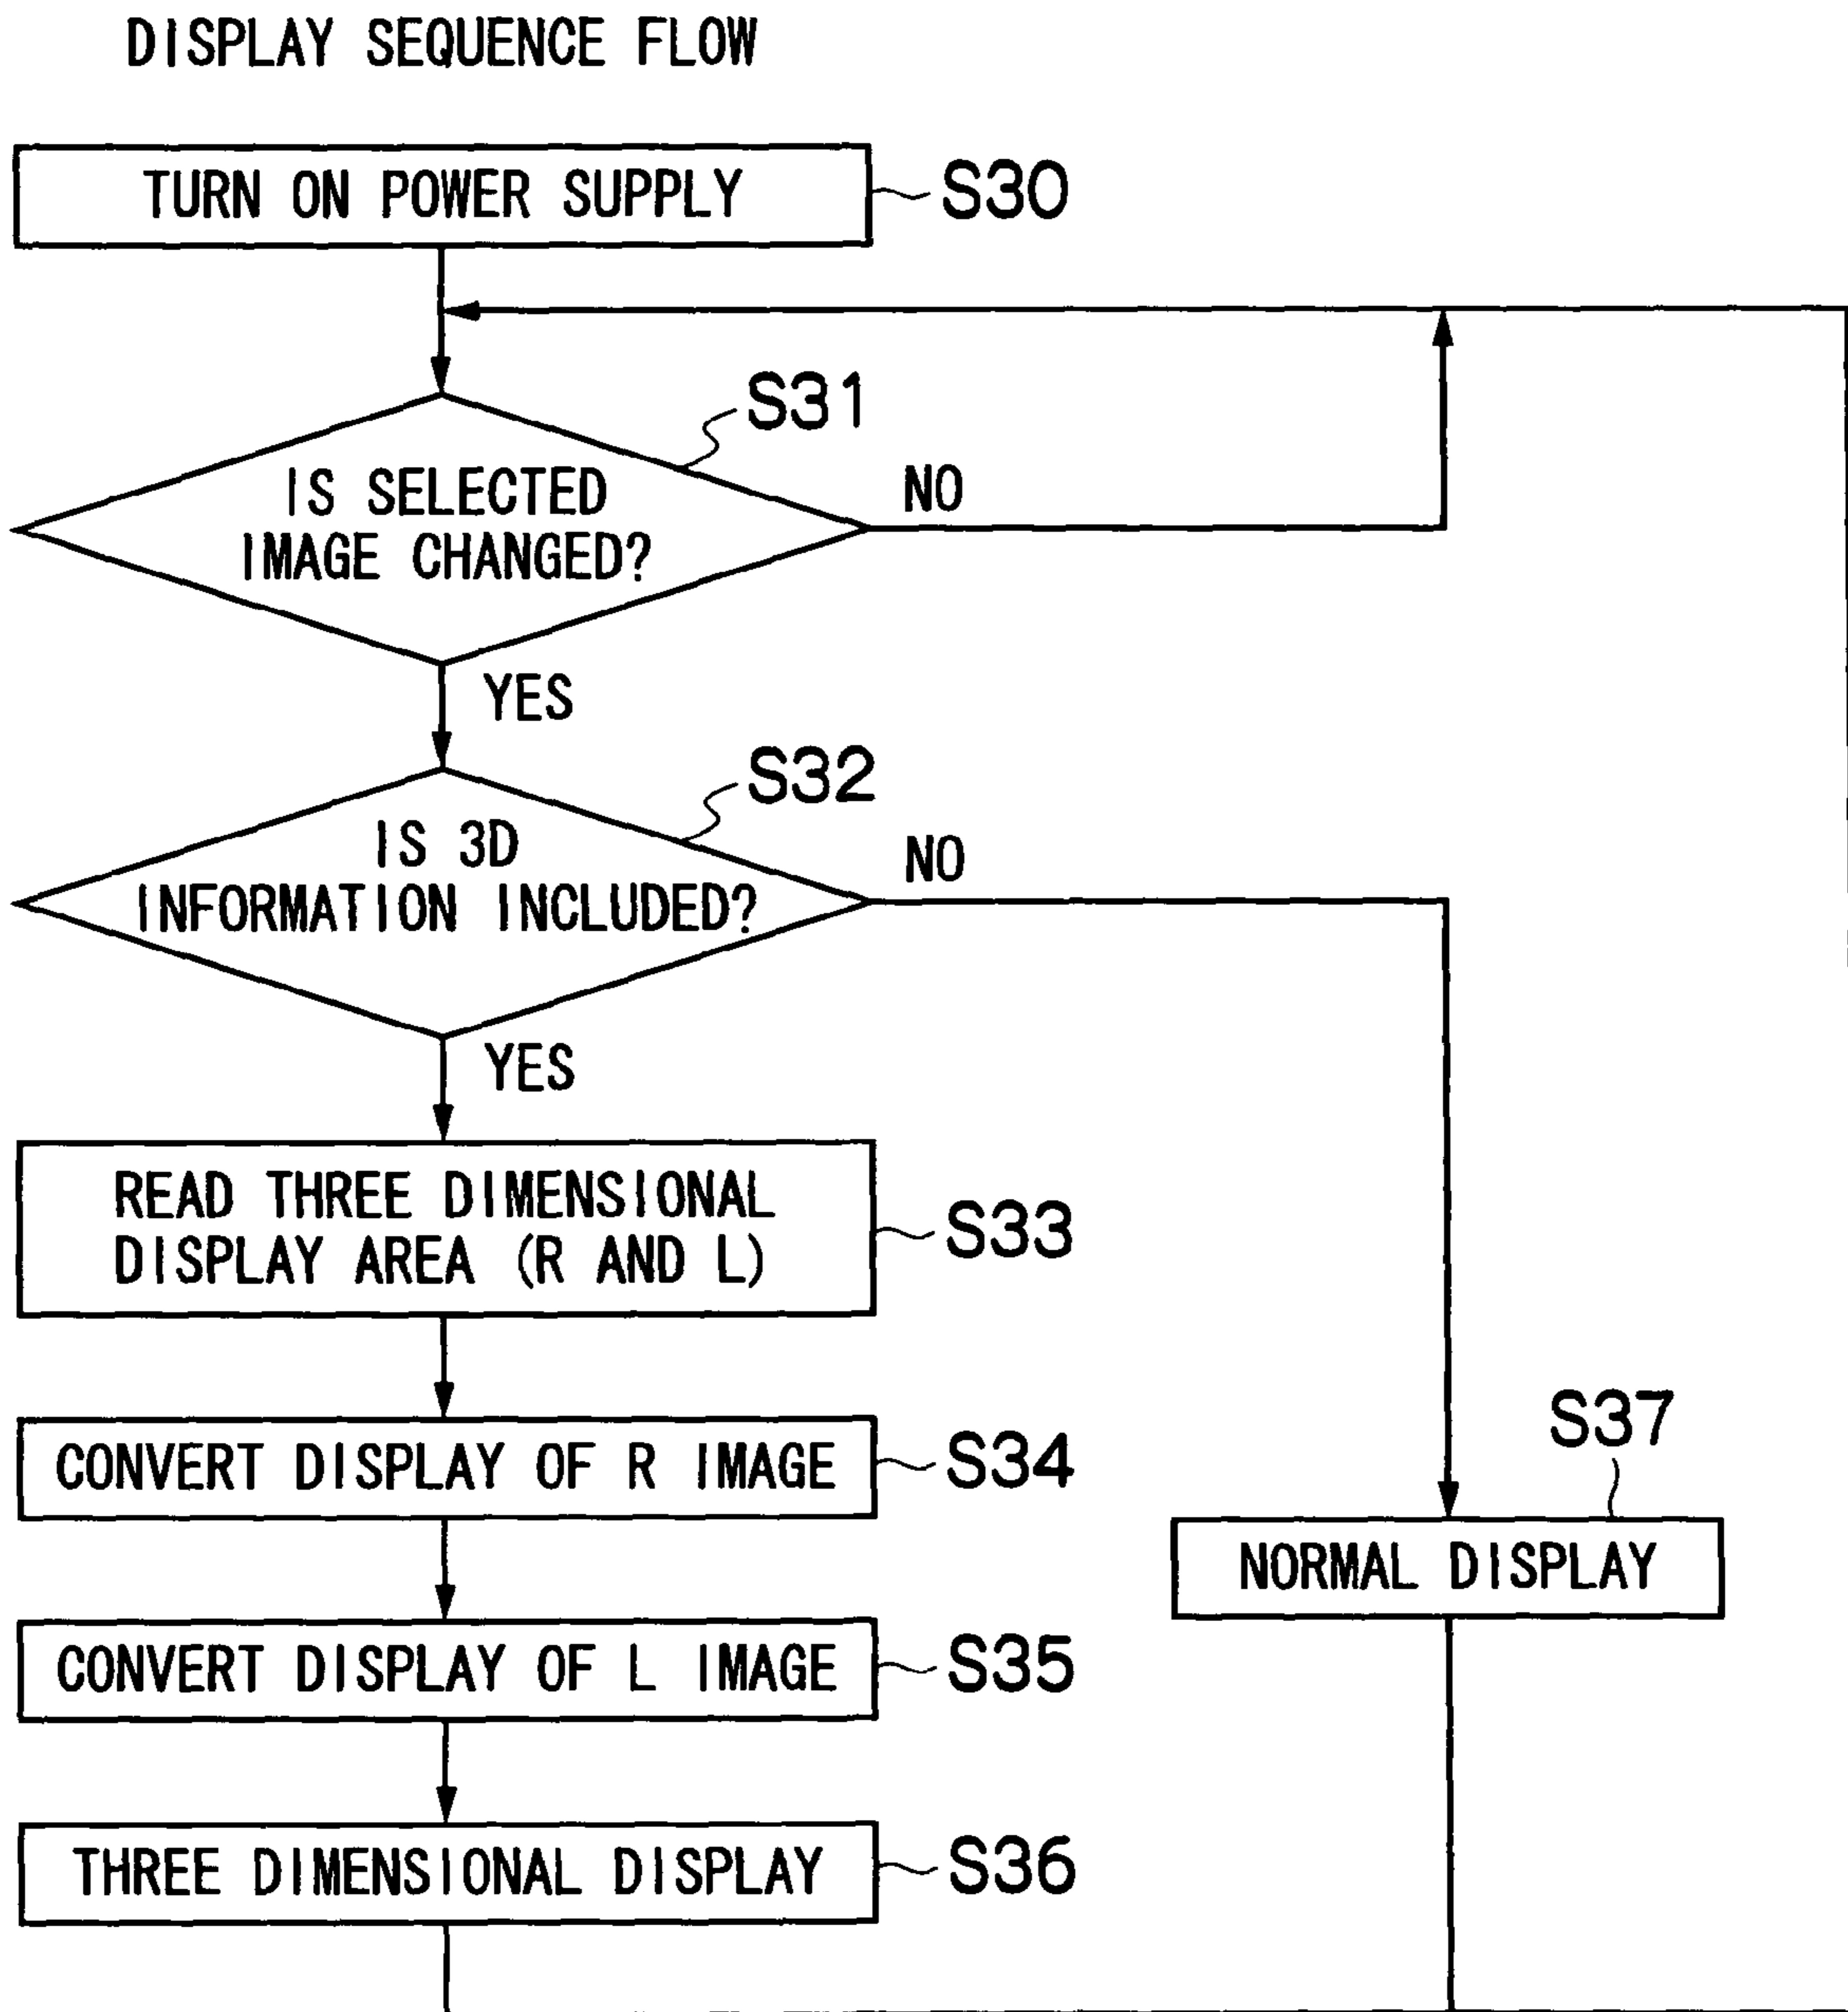 DISPLAY SEQUENCE FLOW
TURN ON POWER SUPPLY
S30
S31
IS SELECTED
IMAGE CHANGED?
NO
YES
S32
IS 3D
INFORMATION INCLUDED?
NO
YES
READ THREE DIMENSIONAL
DISPLAY AREA (R AND L)
S33
CONVERT DISPLAY OF R IMAGE
S34
S37
NORMAL DISPLAY
CONVERT DISPLAY OF L IMAGE
S35
THREE DIMENSIONAL DISPLAY
S36